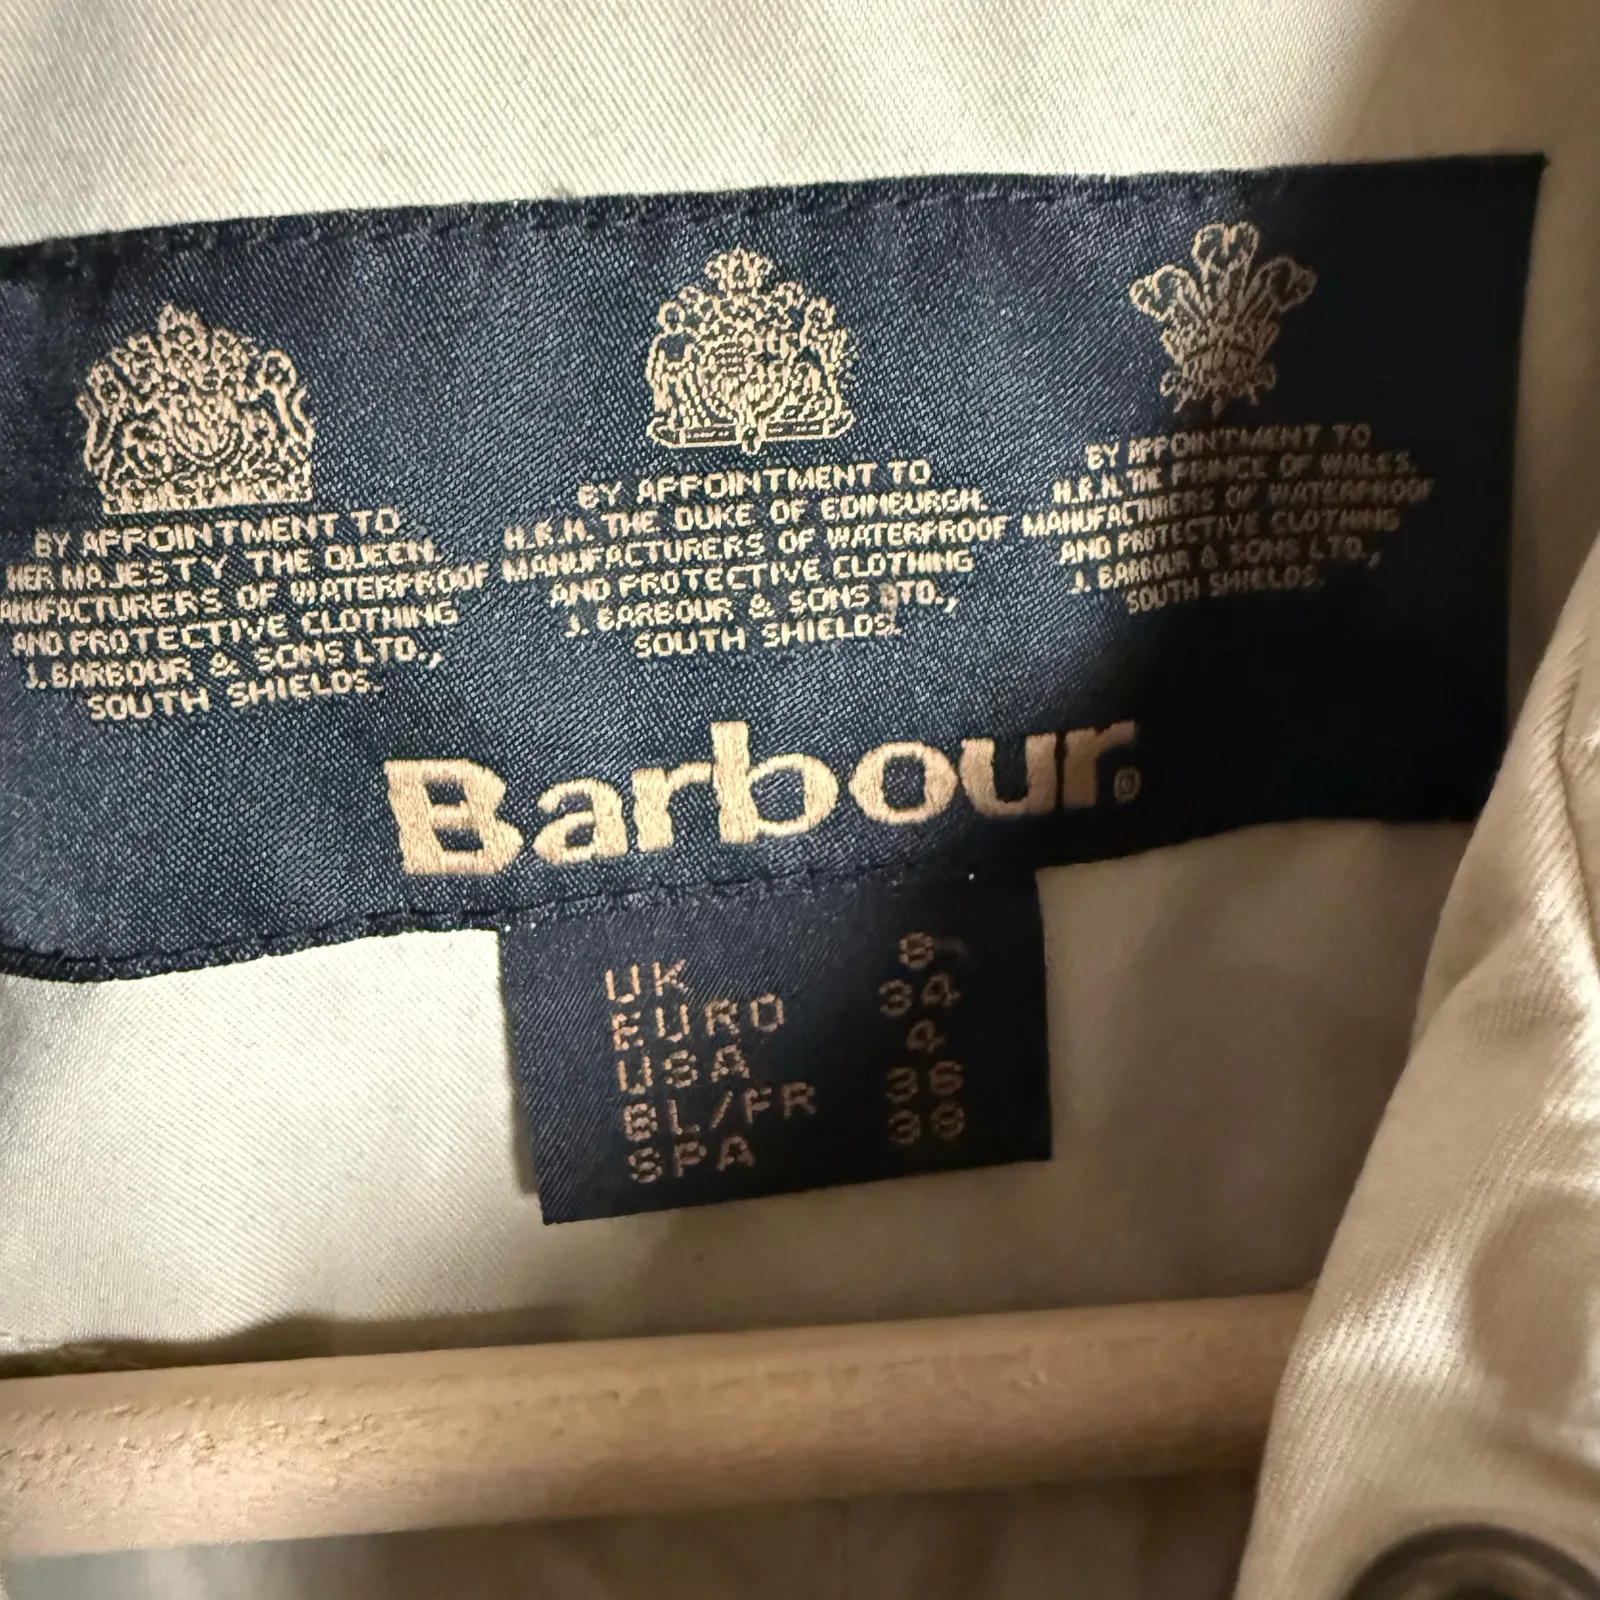 BY APPOINTMENT TO
HER MAJESTY THE QUEEN.
MANUFACTURERS OF WATERPROOF
AND PROTECTIVE CLOTHING
J. BARBOUR & SONS LTD.,
SOUTH SHIELDS.
BY APPOINTMENT TO
H.R.H. THE DUKE OF EDINBURGH.
MANUFACTURERS OF WATERPROOF
AND PROTECTIVE CLOTHING
J. BARBOUR & SONS LTD.,
SOUTH SHIELDS.
BY APPOINTMENT TO
H.R.H. THE PRINCE OF WALES.
MANUFACTURERS OF WATERPROOF
AND PROTECTIVE CLOTHING
J. BARBOUR & SONS LTD.,
SOUTH SHIELDS.
Barbour®
UK 8
EURO 34
USA 4
BL/FR 36
SPA 38